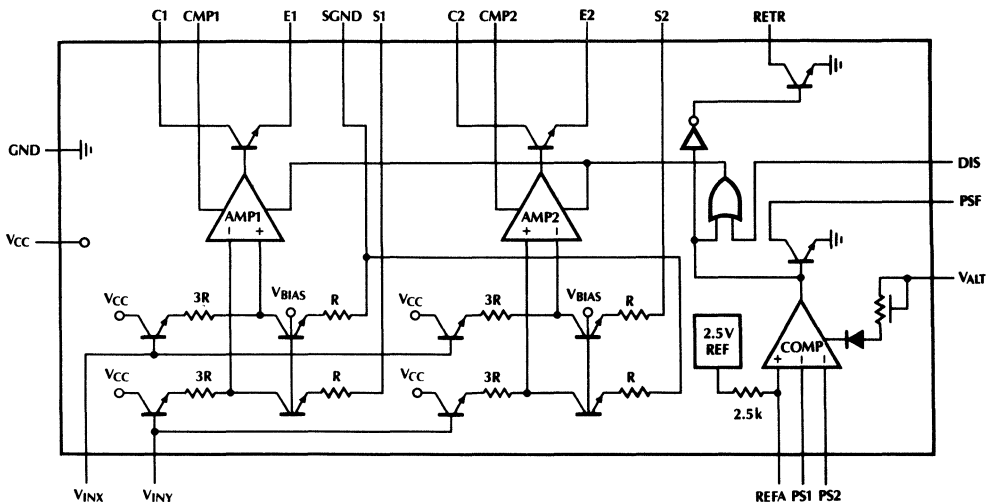 C1 CMP1 E1 SGND S1 C2 CMP2 E2 S2 RETR
GND
DIS
PSF
AMP1
- +
AMP2
+ -
VCC
VALT
VCC 3R VBIAS R VCC 3R VBIAS R
2.5V
REF
COMP
+ - -
VCC 3R R VCC 3R R
2.5k
VINX VINY REFA PS1 PS2